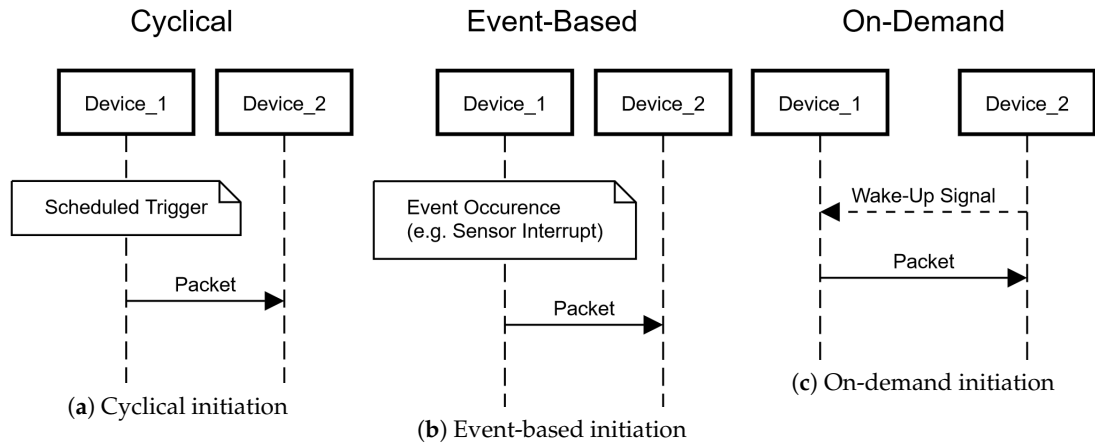 Cyclical
Event-Based
On-Demand
Device_1
Device_2
Device_1
Device_2
Device_1
Device_2
Scheduled Trigger
Event Occurence
(e.g. Sensor Interrupt)
Wake-Up Signal
Packet
Packet
Packet
(a) Cyclical initiation
(b) Event-based initiation
(c) On-demand initiation